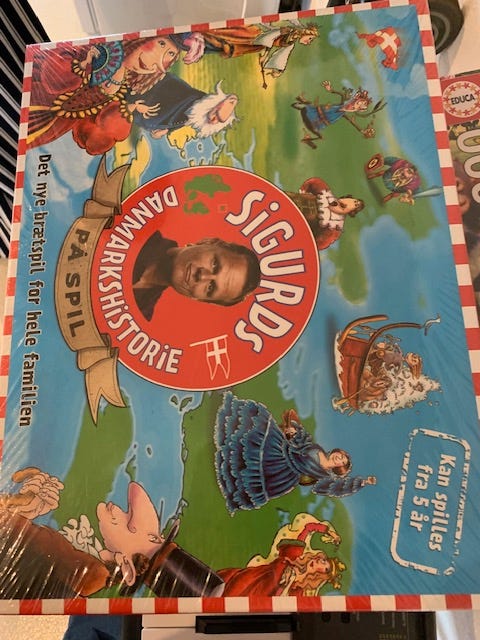 SiGURDS
DANMARKSHiSTORiE
PÅ SPIL
Det nye brætspil for hele familien
Kan spilles
fra 5 år
EDUCA